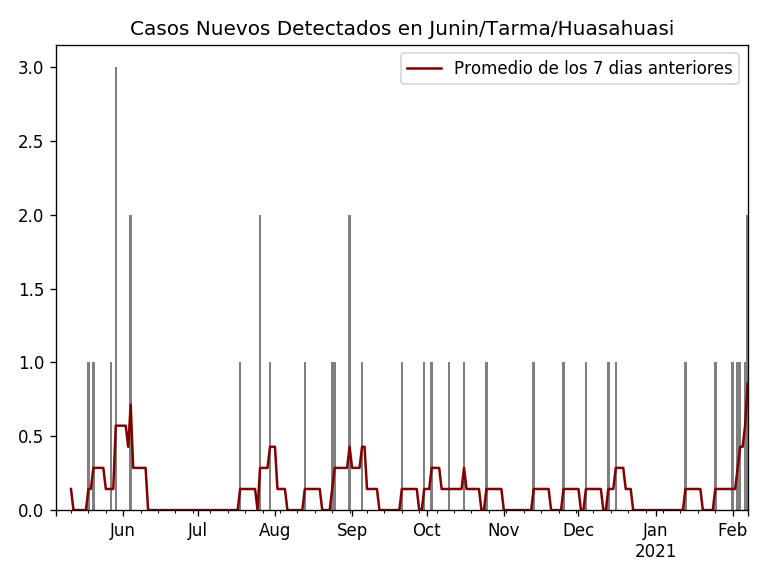 Casos Nuevos Detectados en Junin/Tarma/Huasahuasi
Promedio de los 7 dias anteriores
3.0
2.5
2.0
1.5
1.0
0.5
0.0
Jun Jul Aug Sep Oct Nov Dec Jan Feb
2021